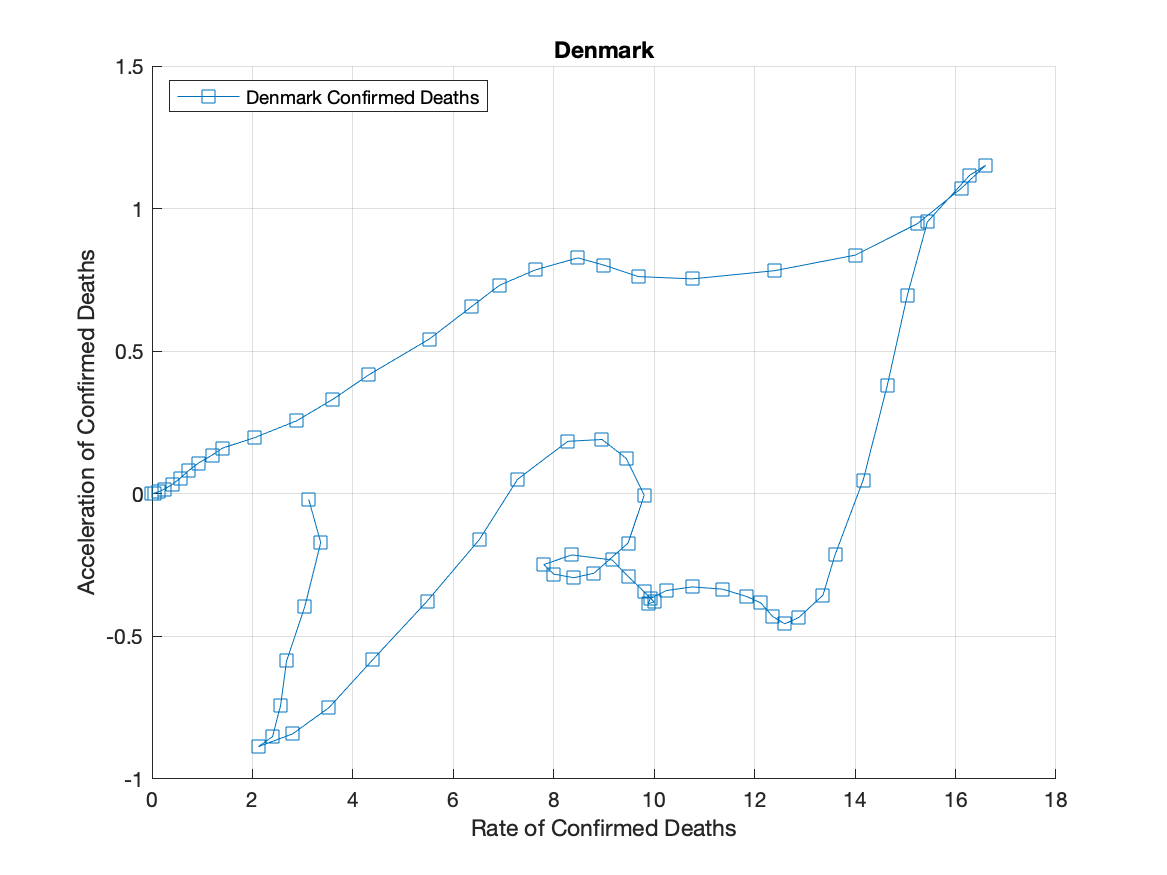 Denmark
1.5
Denmark Confirmed Deaths
1
0.5
0
-0.5
-1
Acceleration of Confirmed Deaths
0 2 4 6 8 10 12 14 16 18
Rate of Confirmed Deaths